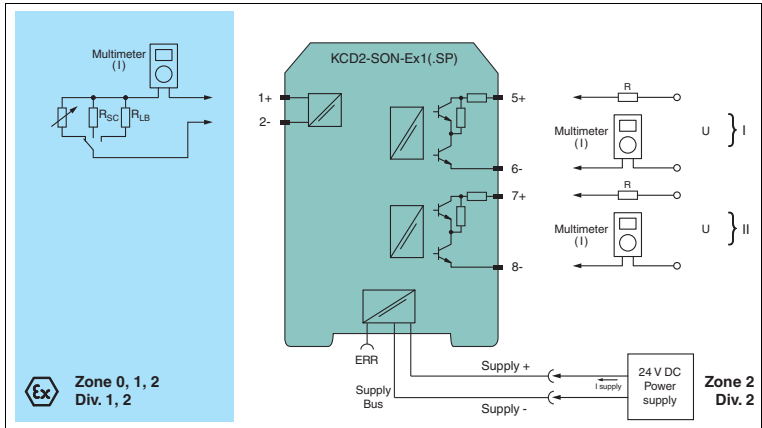 Multimeter
(I)
RSC
RLB
KCD2-SON-Ex1(.SP)
1+
2-
5+
6-
7+
8-
R
Multimeter
(I)
U
I
R
Multimeter
(I)
U
II
ERR
Supply
Bus
Supply +
Supply -
I supply
24 V DC
Power
supply
Zone 2
Div. 2
Ex
Zone 0, 1, 2
Div. 1, 2